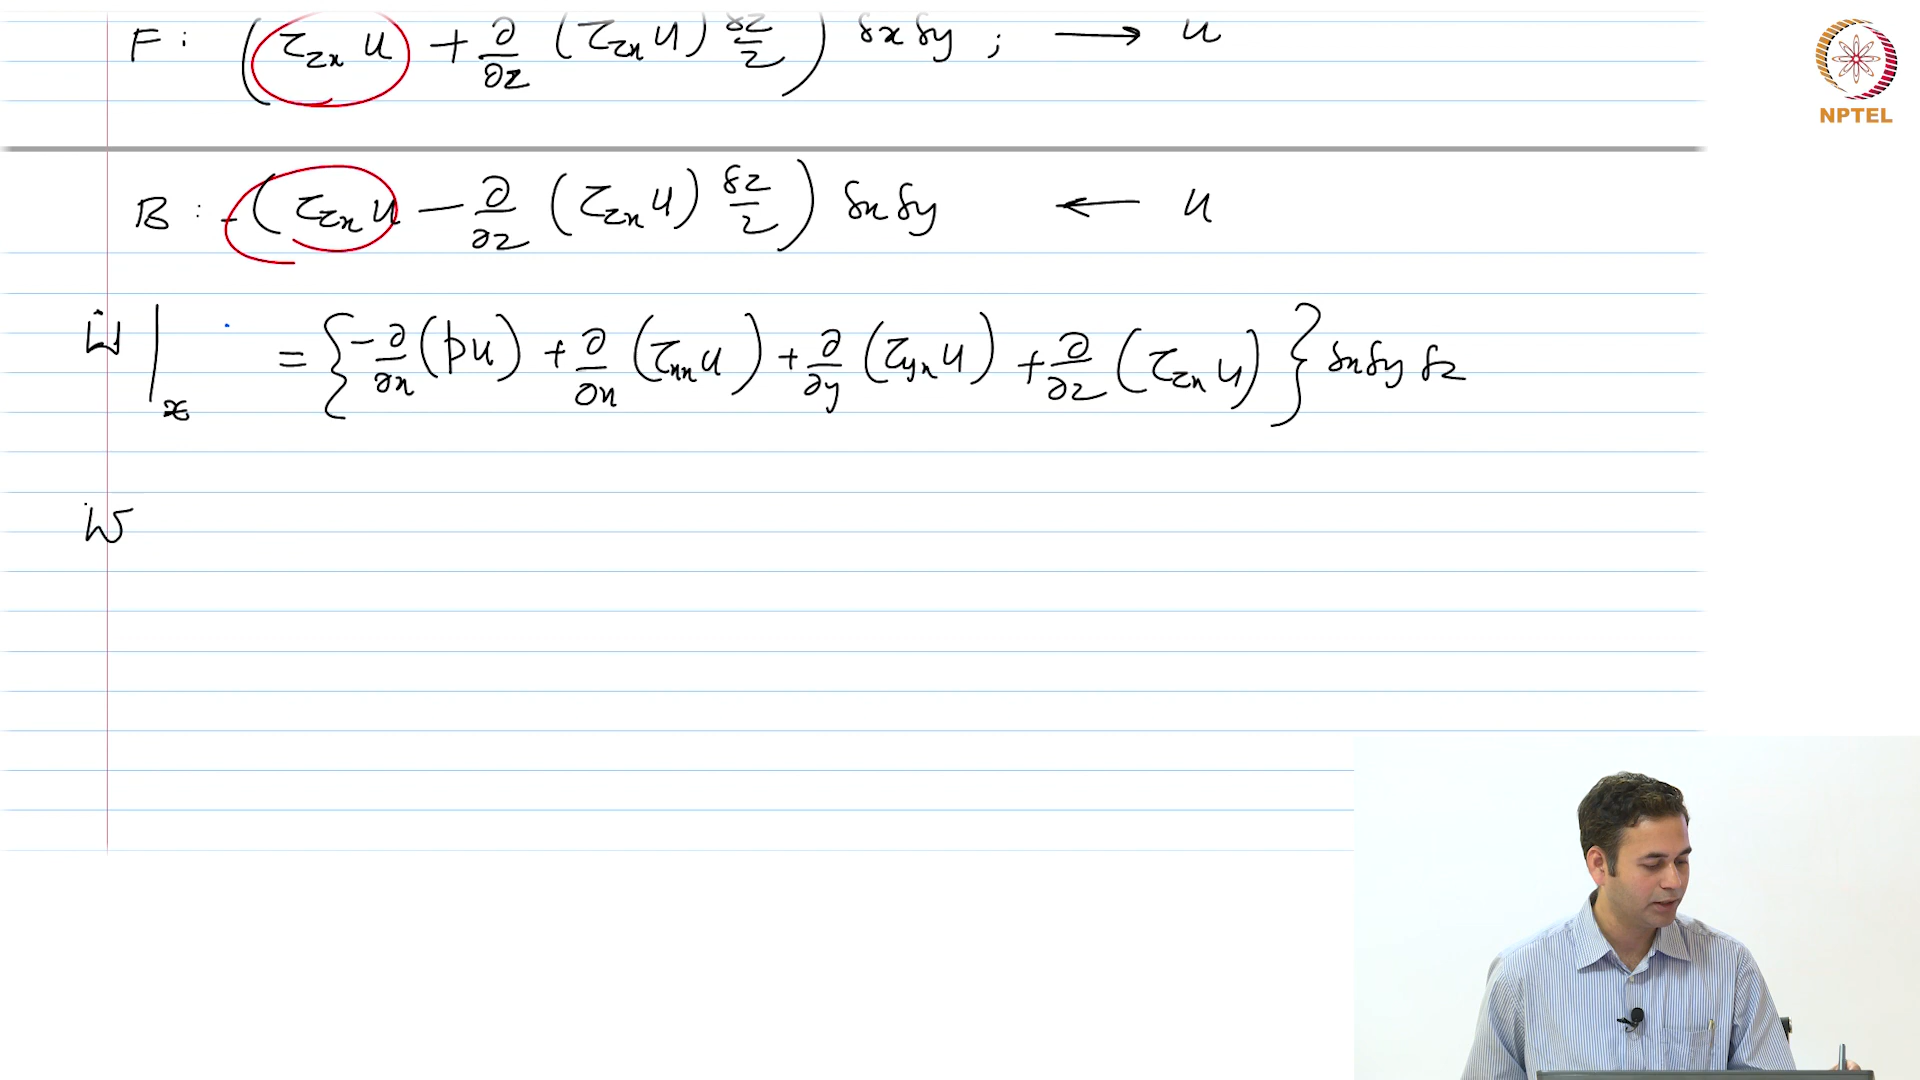 F: (τzx u + ∂/∂z (τzx u) δz/2) δx δy ; → u
NPTEL
B: -(τzx u - ∂/∂z (τzx u) δz/2) δx δy ← u
Ẇ|x = {-∂/∂x (pu) + ∂/∂x (τxx u) + ∂/∂y (τyx u) + ∂/∂z (τzx u)} δx δy δz
Ẇ